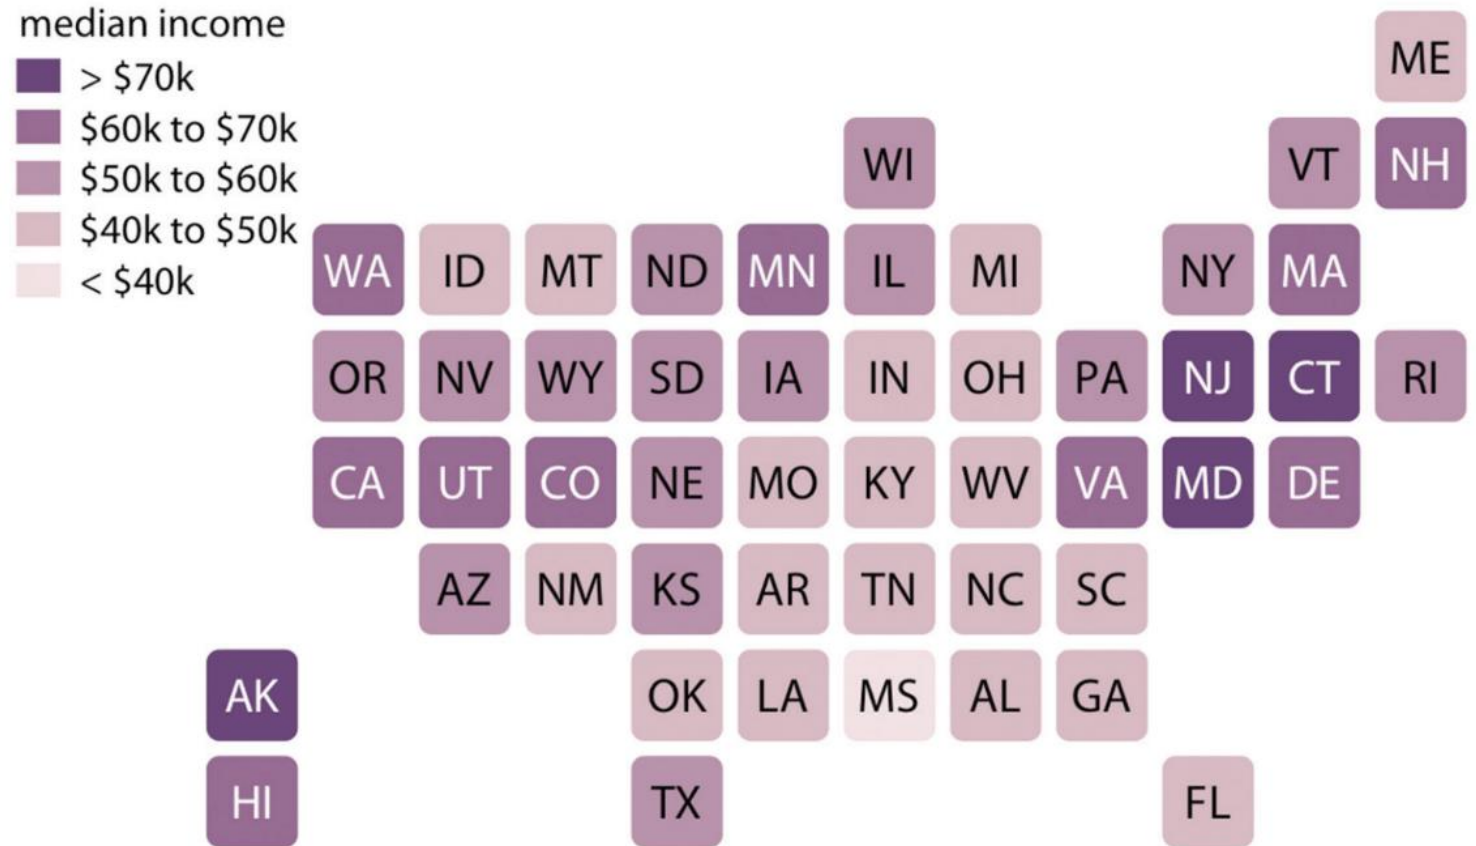 median income
> $70k
$60k to $70k
$50k to $60k
$40k to $50k
< $40k
ME
WI VT NH
WA ID MT ND MN IL MI NY MA
OR NV WY SD IA IN OH PA NJ CT RI
CA UT CO NE MO KY WV VA MD DE
AZ NM KS AR TN NC SC
AK OK LA MS AL GA
HI TX FL